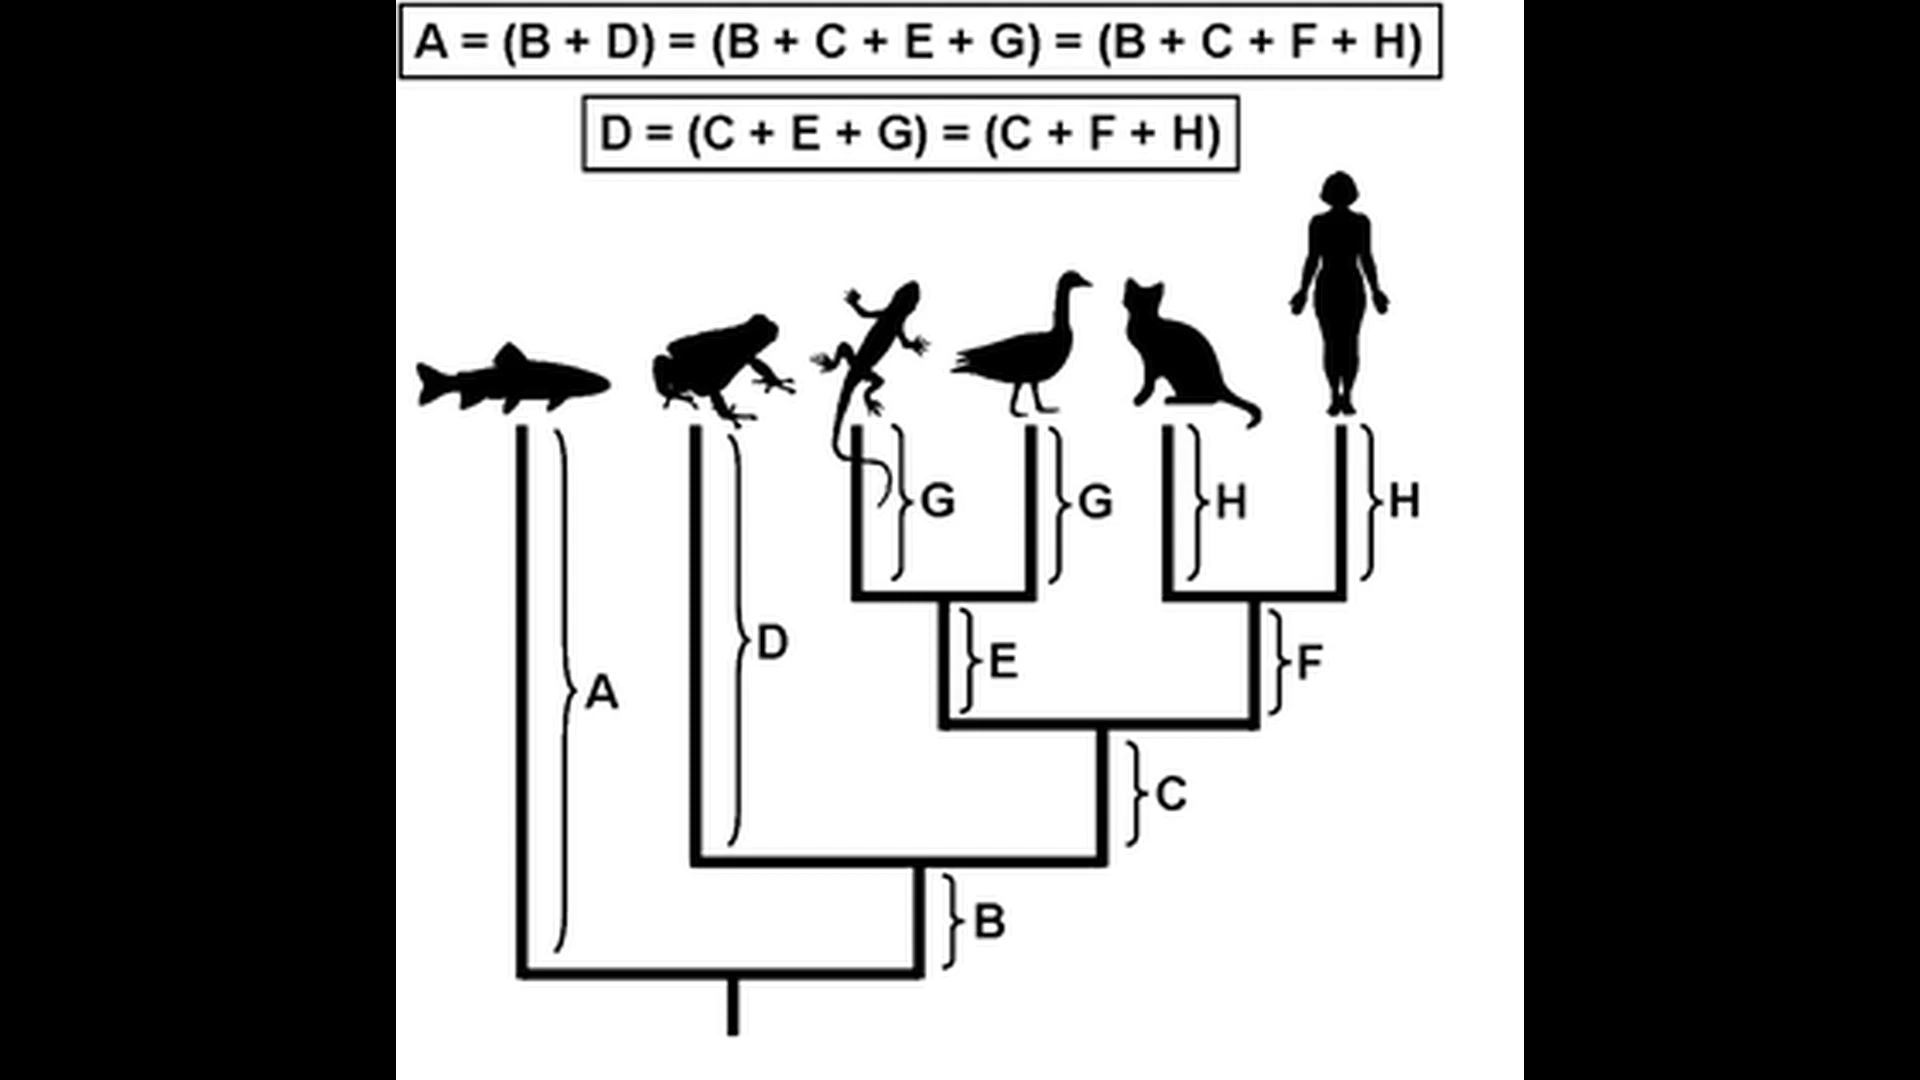 A = (B + D) = (B + C + E + G) = (B + C + F + H)
D = (C + E + G) = (C + F + H)
G
G
H
H
D
E
F
A
C
B